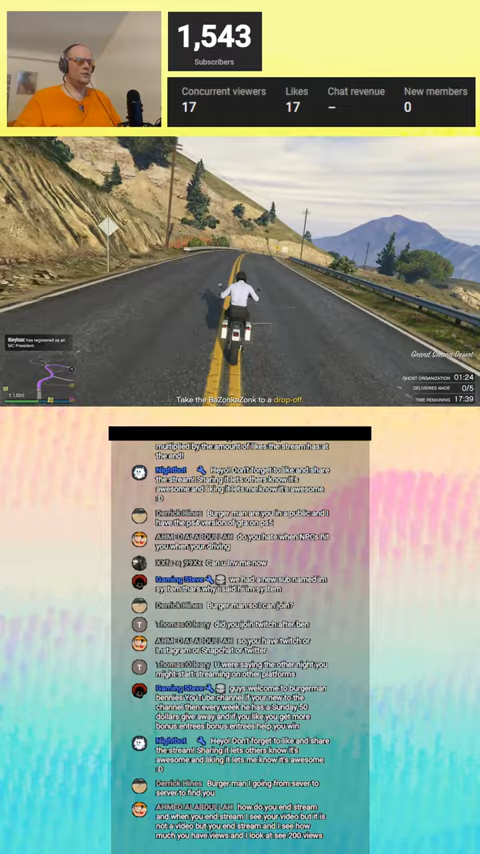 1,543
Subscribers
Concurrent viewers
17
Likes
17
Chat revenue
–
New members
0
has registered as an
MC President.
Grand Senora Desert
GHOST ORGANIZATION 01:24
DELIVERIES MADE 0/5
TIME REMAINING 17:39
Take the BaZonkaZonk to a drop-off.
multiplied by the amount of likes the stream has at
the end!
Nightbot Heyo! Don't forget to like and share
the stream! Sharing it lets others know it's
awesome and liking it lets me know it's awesome
:D
Derrick Hines Burger man are you in a public and I
have the ps4 version of gta on ps5
AHMED ALABDULLAH do you hate when NPCs hit
you when your driving
Can u Inv me now
Gaming Steve we had a new sub named im
system thars why i said hi im system
Derrick Hines Burger man so I can join?
Thomas O leary did you join twitch after ben
AHMED ALABDULLAH so you have twitch or
Instagram or Snapchat or twitter
Thomas O leary U were saying the other night you
might start streaming on other platforms
Gaming Steve guys welcome to burgerman
bennies YouTube channel if your new to the
channel then every week he has a Sunday 50
dollars give away and if you like you get more
bonus entrees bonus entrees help you win
Nightbot Heyo! Don't forget to like and share
the stream! Sharing it lets others know it's
awesome and liking it lets me know it's awesome
:D
Derrick Hines Burger man I going from sever to
server to find you
AHMED ALABDULLAH how do you end stream
and when you end stream I see your video but it is
not a video but you end stream and I see how
much you have views and I look at see 200 views